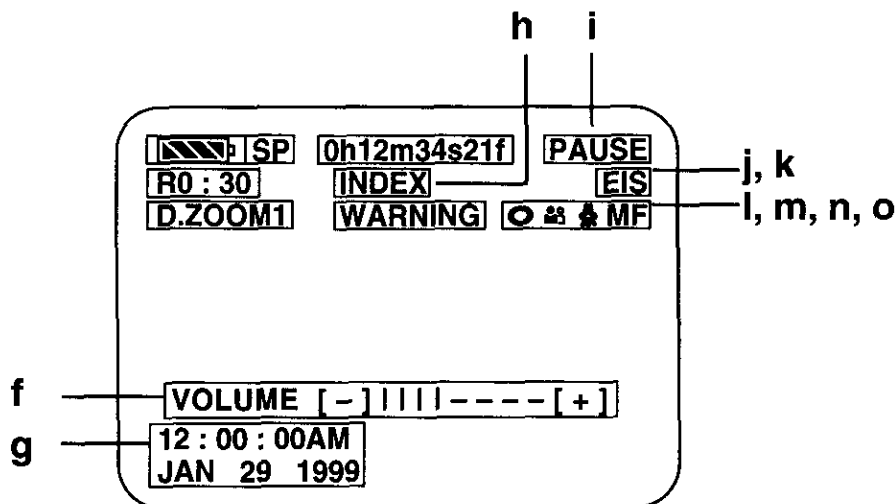 h i
SP 0h12m34s21f PAUSE
j, k
R0 : 30 INDEX EIS
l, m, n, o
D.ZOOM1 WARNING MF
f
VOLUME [ - ] | | | | - - - - [ + ]
g
12 : 00 : 00AM
JAN 29 1999